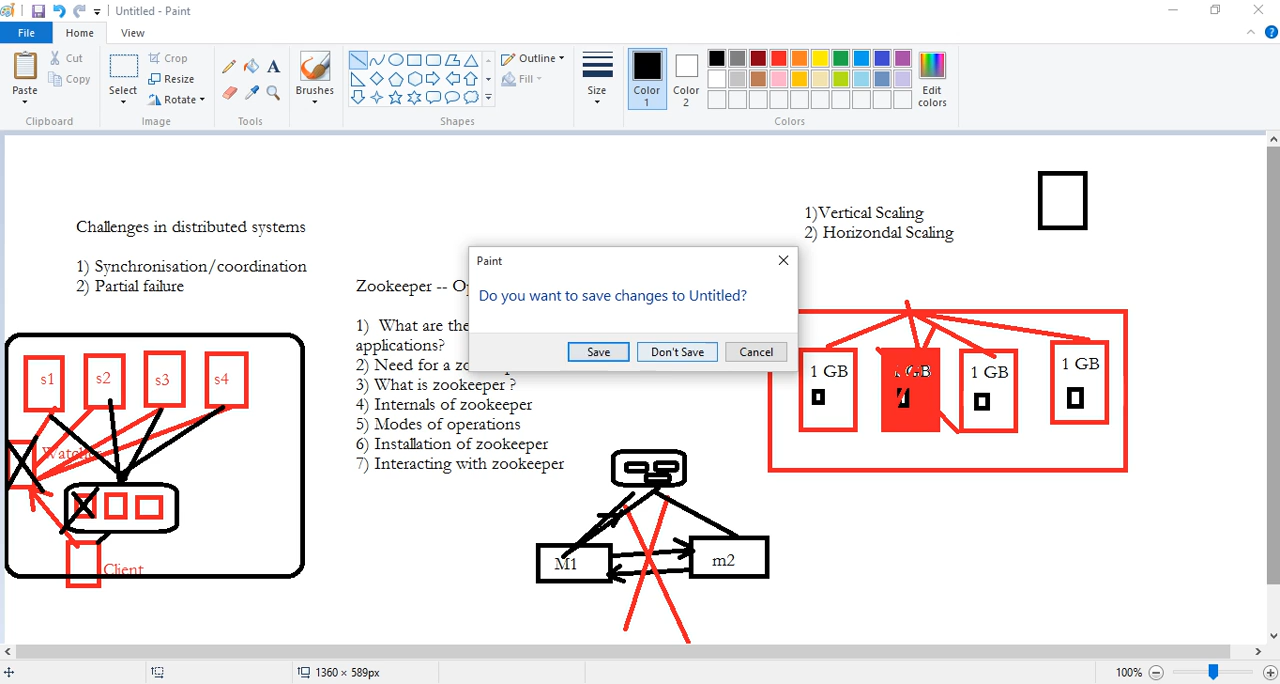 Untitled - Paint
File
Home
View
Paste
Cut
Copy
Clipboard
Select
Crop
Resize
Rotate
Image
Tools
Brushes
Shapes
Outline
Fill
Size
Color 1
Color 2
Edit colors
Colors
Challenges in distributed systems
1) Synchronisation/coordination
2) Partial failure
Zookeeper -- Op
1) What are the
applications?
2) Need for a zo
3) What is zookeeper ?
4) Internals of zookeeper
5) Modes of operations
6) Installation of zookeeper
7) Interacting with zookeeper
1)Vertical Scaling
2) Horizondal Scaling
Paint
Do you want to save changes to Untitled?
Save
Don't Save
Cancel
s1
s2
s3
s4
Client
M1
m2
1 GB
1 GB
1 GB
1360 × 589px
100%